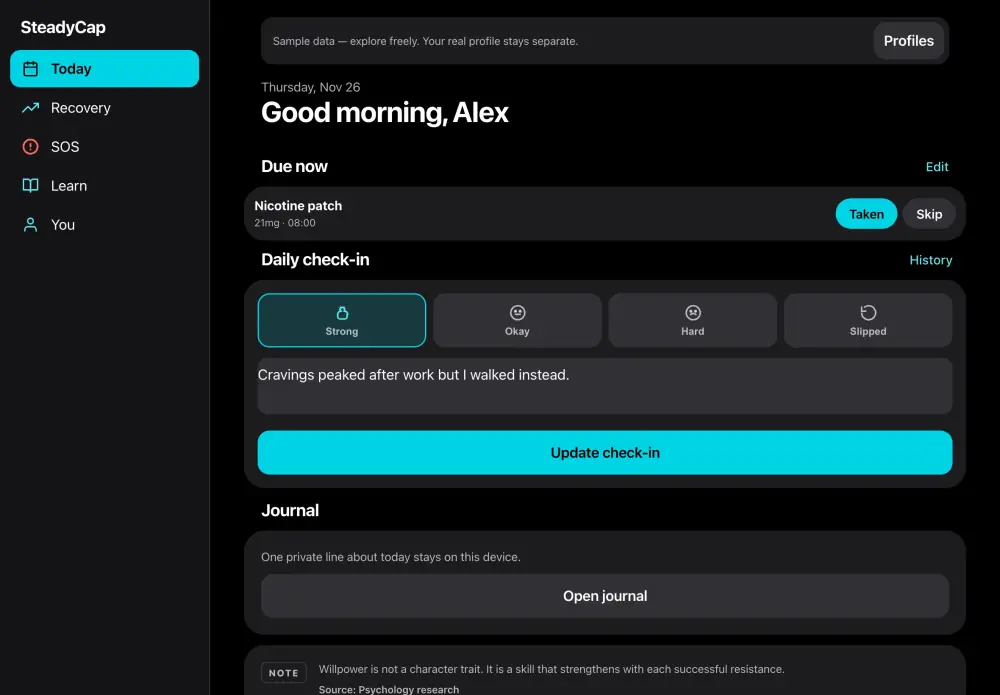 SteadyCap
Today
Recovery
SOS
Learn
You
Sample data — explore freely. Your real profile stays separate.
Profiles
Thursday, Nov 26
Good morning, Alex
Due now
Edit
Nicotine patch
21mg · 08:00
Taken
Skip
Daily check-in
History
Strong
Okay
Hard
Slipped
Cravings peaked after work but I walked instead.
Update check-in
Journal
One private line about today stays on this device.
Open journal
NOTE
Willpower is not a character trait. It is a skill that strengthens with each successful resistance.
Source: Psychology research